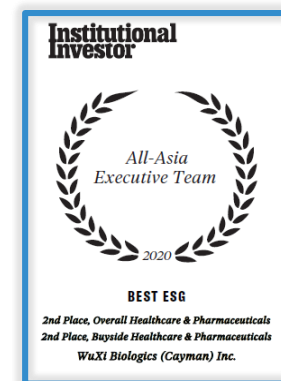 Institutional
Investor
All-Asia
Executive Team
2020
BEST ESG
2nd Place, Overall Healthcare & Pharmaceuticals
2nd Place, Buyside Healthcare & Pharmaceuticals
WuXi Biologics (Cayman) Inc.